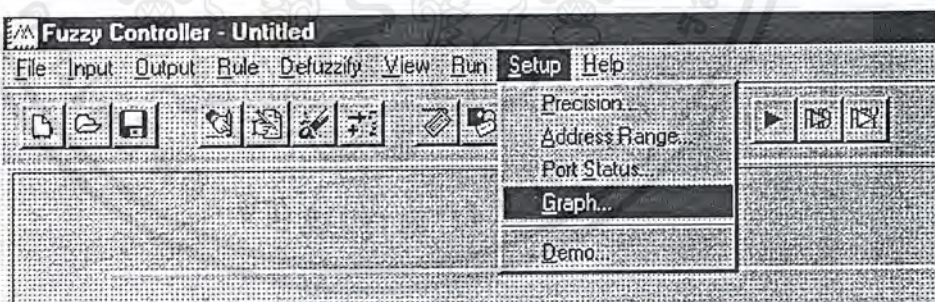 Fuzzy Controller - Untitled
File Input Output Rule Defuzzify View Run Setup Help
Precision...
Address Range...
Port Status...
Graph...
Demo...